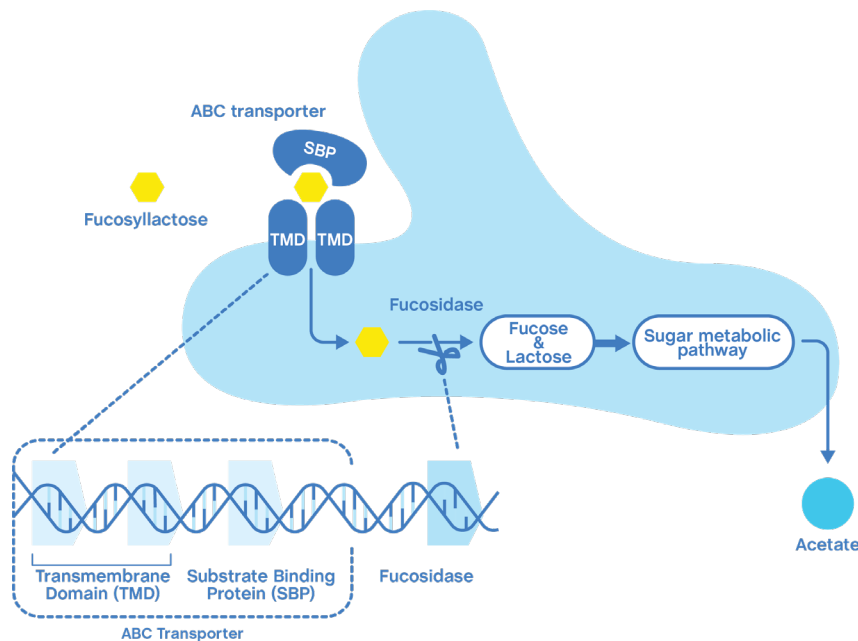 ABC transporter
SBP
Fucosyllactose
TMD
TMD
Fucosidase
Fucose
&
Lactose
Sugar metabolic
pathway
Acetate
Transmembrane
Domain (TMD)
Substrate Binding
Protein (SBP)
Fucosidase
ABC Transporter